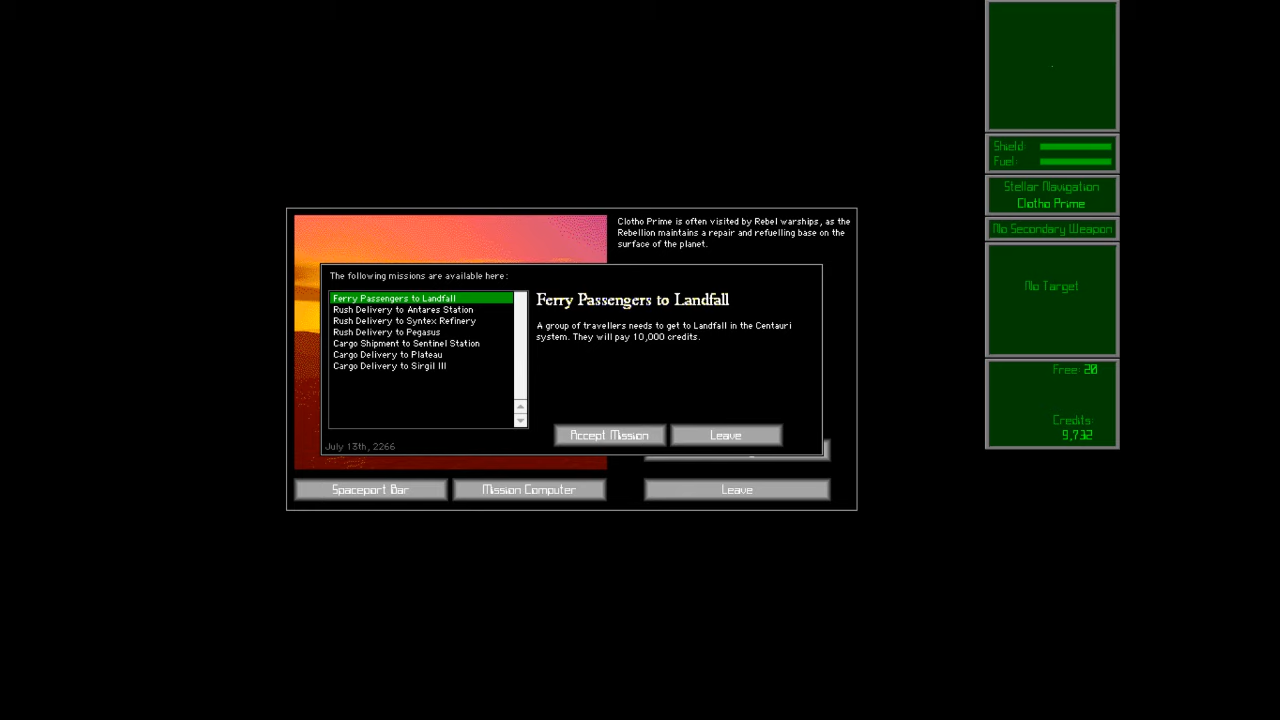 Clotho Prime is often visited by Rebel warships, as the
Rebellion maintains a repair and refuelling base on the
surface of the planet.
The following missions are available here:
Ferry Passengers to Landfall
Rush Delivery to Antares Station
Rush Delivery to Syntex Refinery
Rush Delivery to Pegasus
Cargo Shipment to Sentinel Station
Cargo Delivery to Plateau
Cargo Delivery to Sirgil III
July 13th, 2266
Ferry Passengers to Landfall
A group of travellers needs to get to Landfall in the Centauri
system. They will pay 10,000 credits.
Accept Mission
Leave
Spaceport Bar
Mission Computer
Leave
Shield:
Fuel:
Stellar Navigation
Clotho Prime
No Secondary Weapon
No Target
Free: 20
Credits:
9,732